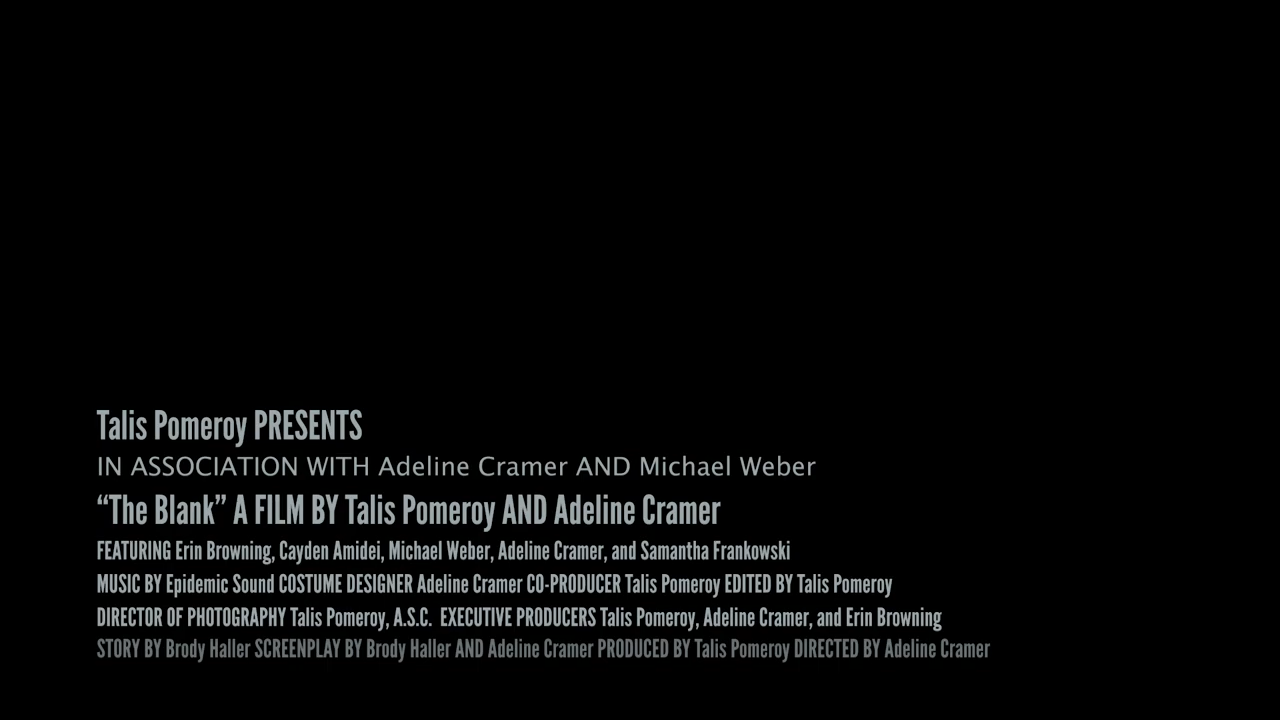 Talis Pomeroy PRESENTS
IN ASSOCIATION WITH Adeline Cramer AND Michael Weber
“The Blank” A FILM BY Talis Pomeroy AND Adeline Cramer
FEATURING Erin Browning, Cayden Amidei, Michael Weber, Adeline Cramer, and Samantha Frankowski
MUSIC BY Epidemic Sound COSTUME DESIGNER Adeline Cramer CO-PRODUCER Talis Pomeroy EDITED BY Talis Pomeroy
DIRECTOR OF PHOTOGRAPHY Talis Pomeroy, A.S.C. EXECUTIVE PRODUCERS Talis Pomeroy, Adeline Cramer, and Erin Browning
STORY BY Brody Haller SCREENPLAY BY Brody Haller AND Adeline Cramer PRODUCED BY Talis Pomeroy DIRECTED BY Adeline Cramer